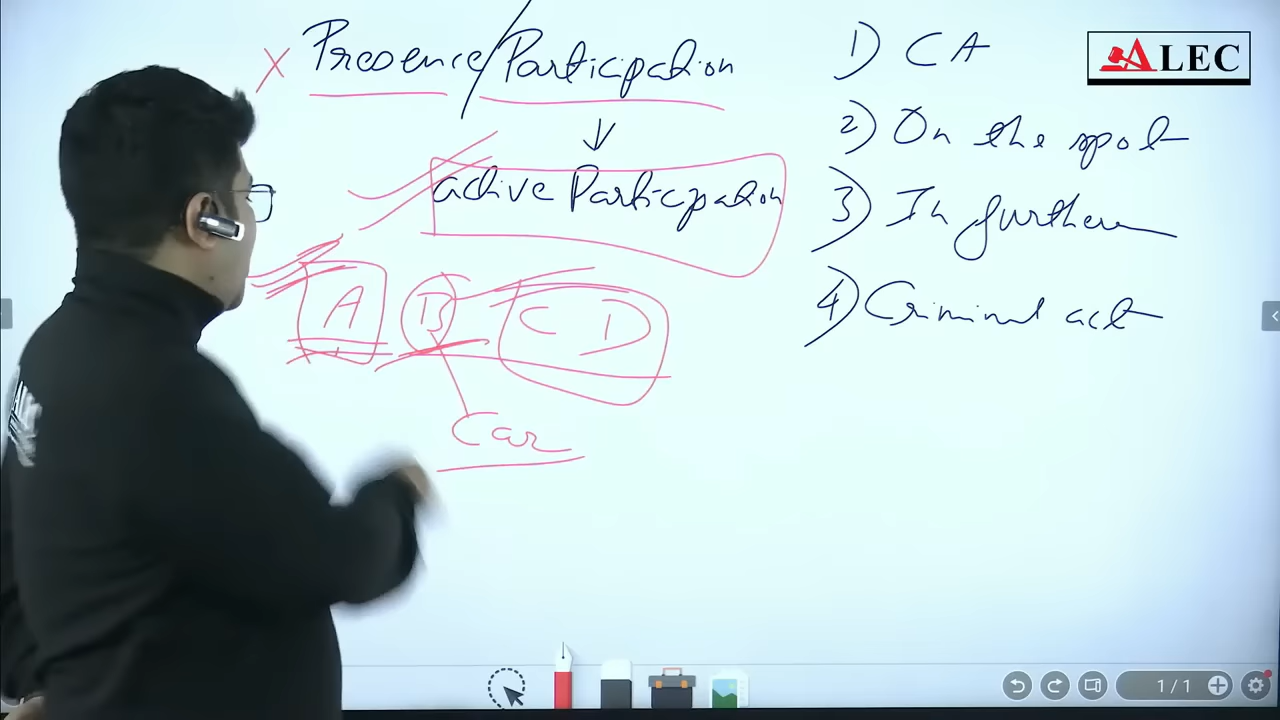 × Presence/Participation
active Participation
A B C D
Car
1) CA
2) On the spot
3) In furthere
4) Criminal act
ALEC
1/1